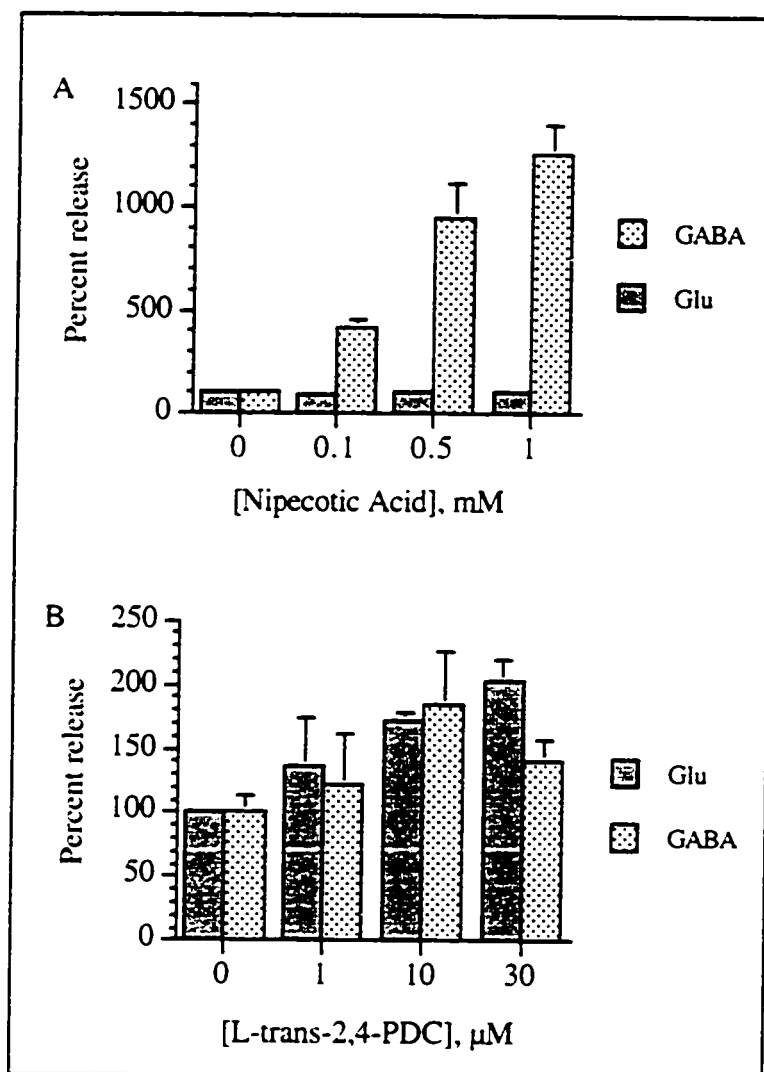 A
Percent release
1500
1000
500
0
0 0.1 0.5 1
[Nipecotic Acid], mM
GABA
Glu
B
Percent release
250
200
150
100
50
0
0 1 10 30
[L-trans-2,4-PDC], µM
Glu
GABA